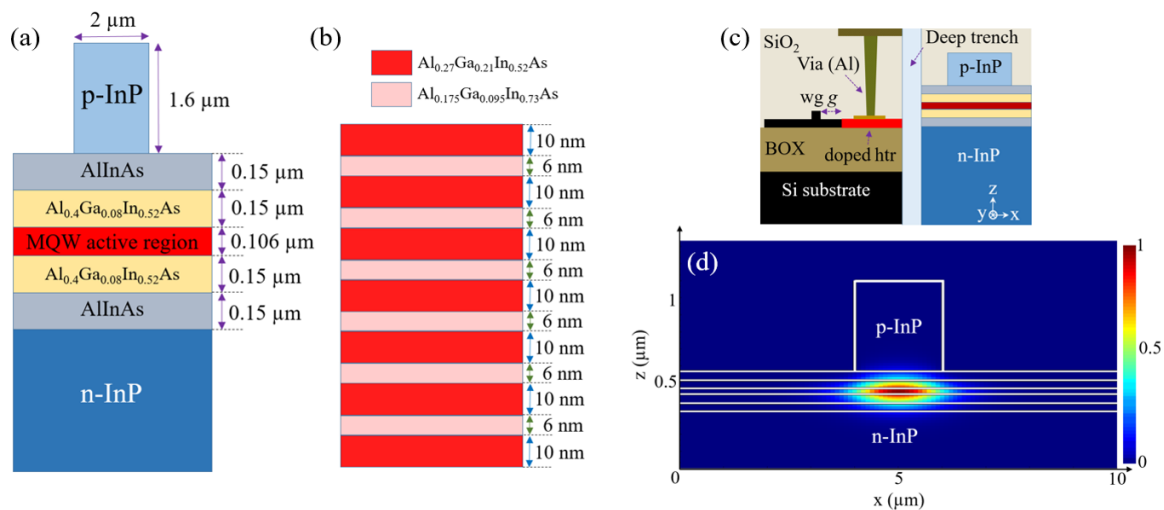 (a)
2 μm
p-InP
1.6 μm
AlInAs
0.15 μm
Al0.4Ga0.08In0.52As
0.15 μm
MQW active region
0.106 μm
Al0.4Ga0.08In0.52As
0.15 μm
AlInAs
0.15 μm
n-InP
(b)
Al0.27Ga0.21In0.52As
Al0.175Ga0.095In0.73As
10 nm
6 nm
10 nm
6 nm
10 nm
6 nm
10 nm
6 nm
10 nm
6 nm
10 nm
6 nm
10 nm
(c)
SiO2
Deep trench
Via (Al)
p-InP
wg g
BOX
doped htr
n-InP
Si substrate
z
y
x
(d)
1
1
p-InP
z (μm)
0.5
0.5
n-InP
0
0
5
10
x (μm)